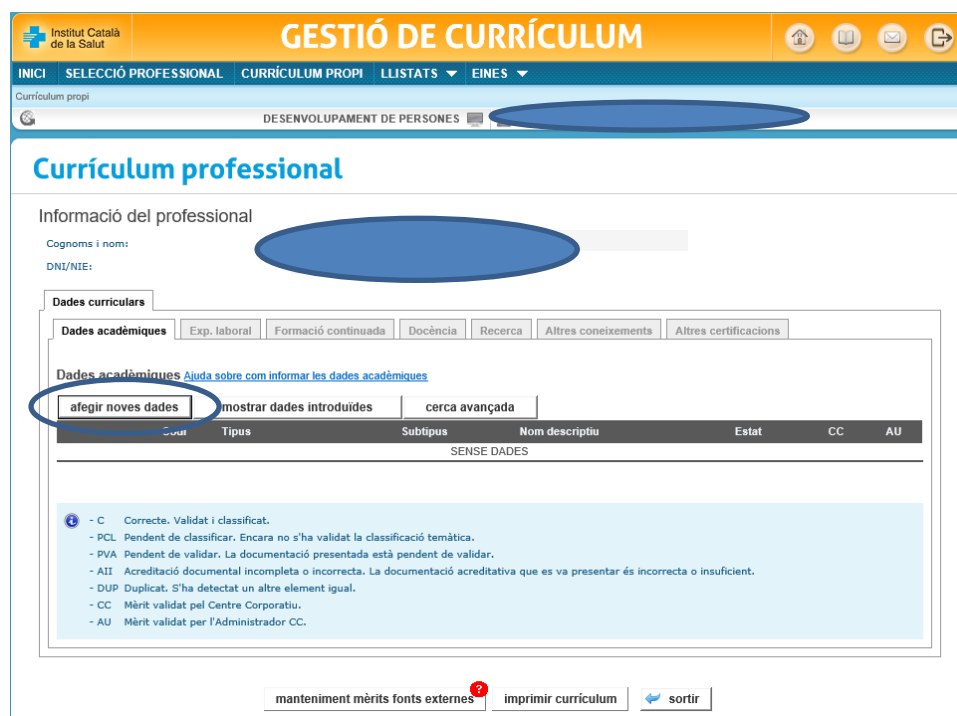 Institut Català
de la Salut
GESTIÓ DE CURRÍCULUM
INICI SELECCIÓ PROFESSIONAL CURRÍCULUM PROPI LLISTATS EINES
Currículum propi
DESENVOLUPAMENT DE PERSONES
Currículum professional
Informació del professional
Cognoms i nom:
DNI/NIE:
Dades curriculars
Dades acadèmiques Exp. laboral Formació continuada Docència Recerca Altres coneixements Altres certificacions
Dades acadèmiques Ajuda sobre com informar les dades acadèmiques
afegir noves dades mostrar dades introduïdes cerca avançada
Tipus Subtipus Nom descriptiu Estat CC AU
SENSE DADES
- C Correcte. Validat i classificat.
- PCL Pendent de classificar. Encara no s'ha validat la classificació temàtica.
- PVA Pendent de validar. La documentació presentada està pendent de validar.
- AII Acreditació documental incompleta o incorrecta. La documentació acreditativa que es va presentar és incorrecta o insuficient.
- DUP Duplicat. S'ha detectat un altre element igual.
- CC Mèrit validat pel Centre Corporatiu.
- AU Mèrit validat per l'Administrador CC.
manteniment mèrits fonts externes ? imprimir currículum sortir